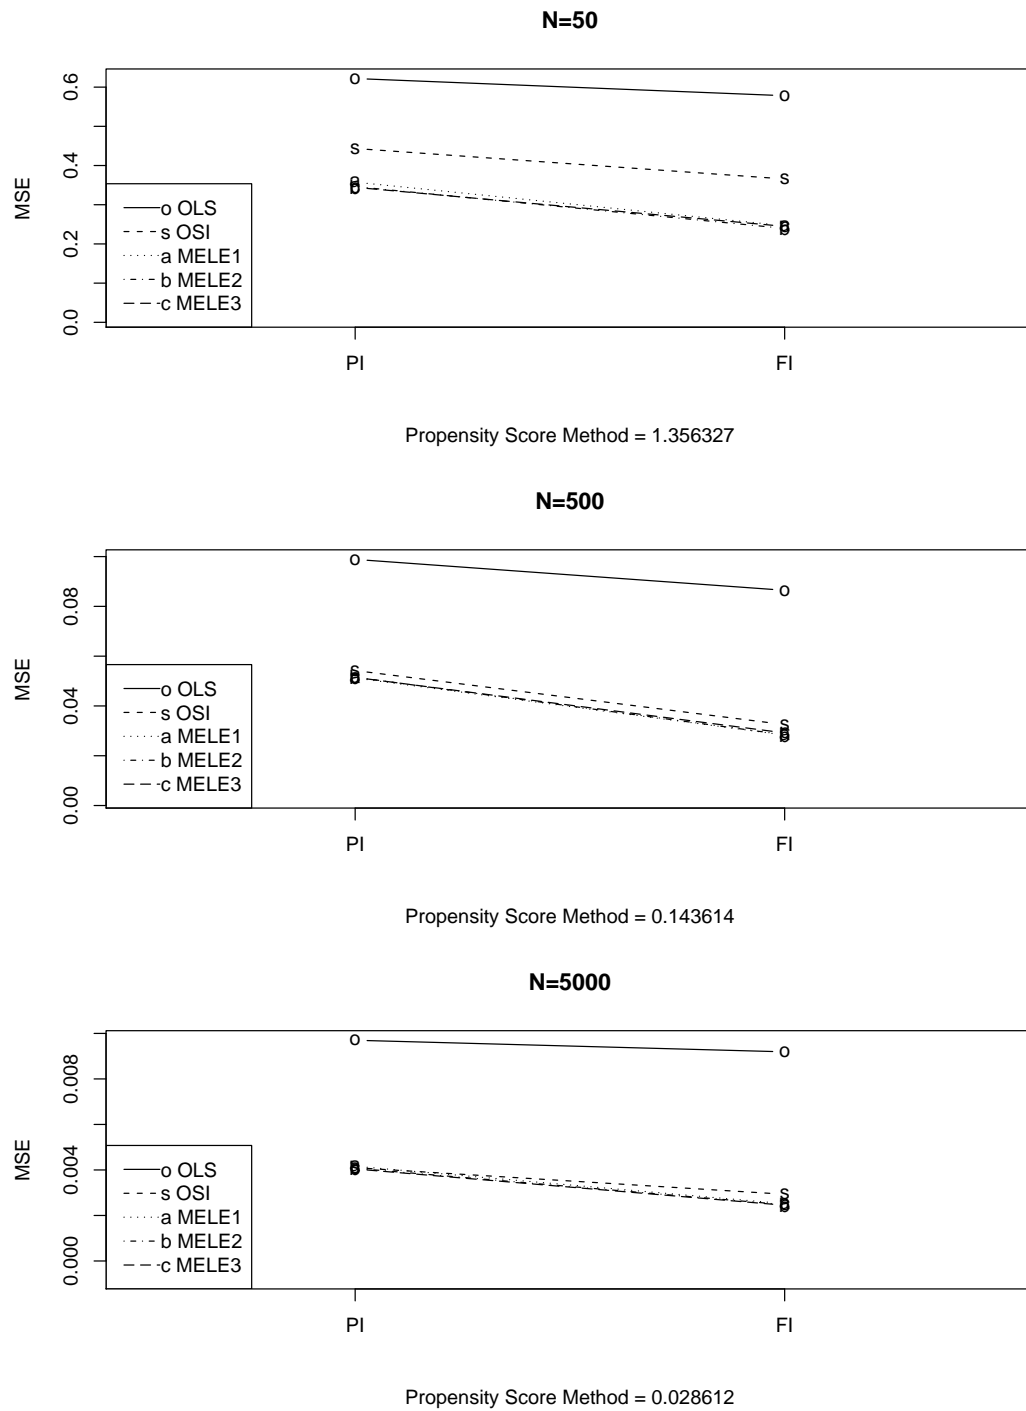 N=50
MSE
0.0
0.2
0.4
0.6
o OLS
s OSI
a MELE1
b MELE2
c MELE3
o
s
a
b
o
s
b
PI
FI
Propensity Score Method = 1.356327
N=500
MSE
0.00
0.04
0.08
o OLS
s OSI
a MELE1
b MELE2
c MELE3
o
s
o
s
b
PI
FI
Propensity Score Method = 0.143614
N=5000
MSE
0.000
0.004
0.008
o OLS
s OSI
a MELE1
b MELE2
c MELE3
o
o
s
b
PI
FI
Propensity Score Method = 0.028612